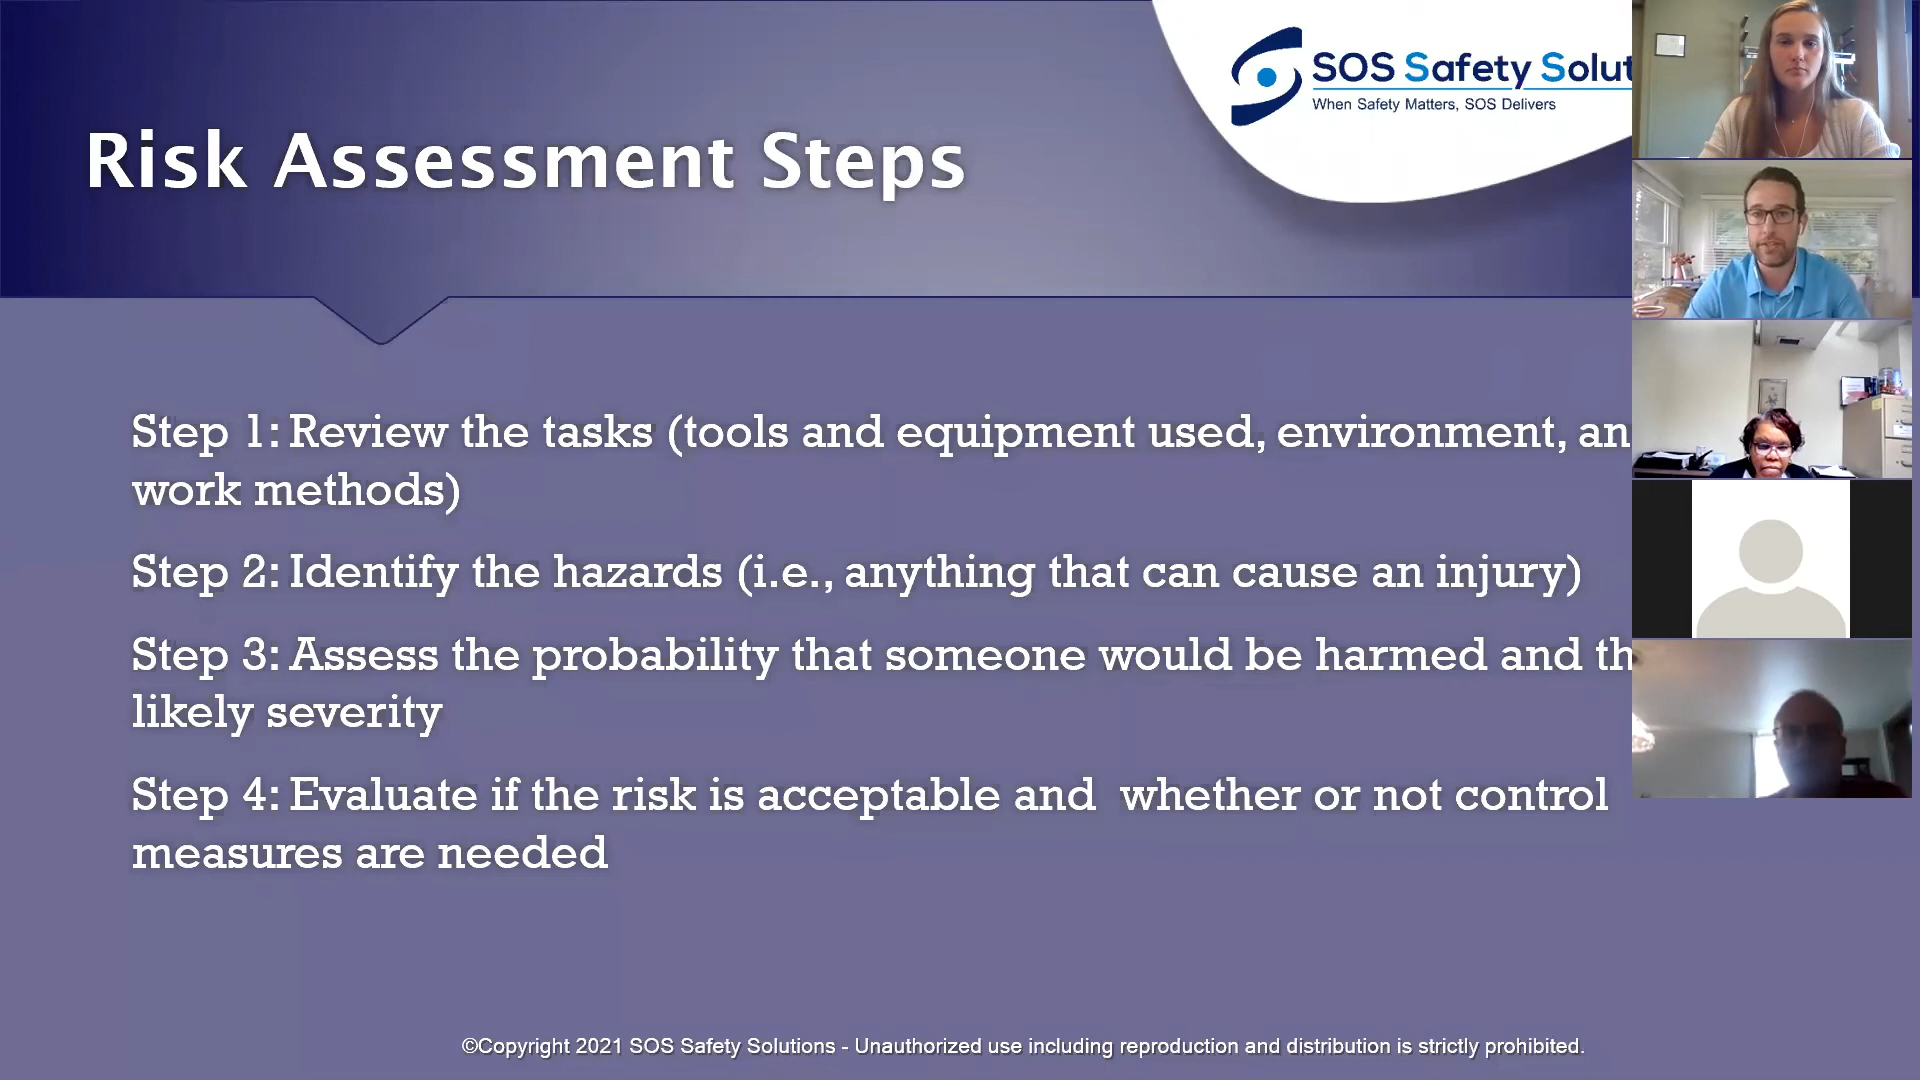 SOS Safety Solut
When Safety Matters, SOS Delivers
Risk Assessment Steps
Step 1: Review the tasks (tools and equipment used, environment, an
work methods)
Step 2: Identify the hazards (i.e., anything that can cause an injury)
Step 3: Assess the probability that someone would be harmed and th
likely severity
Step 4: Evaluate if the risk is acceptable and  whether or not control
measures are needed
©Copyright 2021 SOS Safety Solutions - Unauthorized use including reproduction and distribution is strictly prohibited.